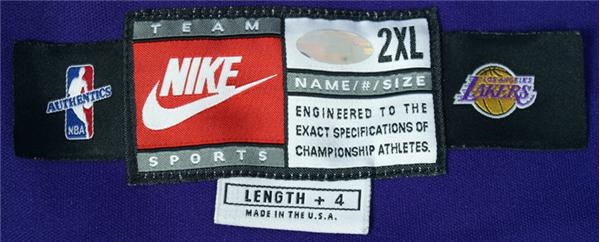 AUTHENTICS
NBA
TEAM
NIKE
SPORTS
2XL
NAME/#/SIZE
ENGINEERED TO THE
EXACT SPECIFICATIONS OF
CHAMPIONSHIP ATHLETES.
LOS ANGELES
LAKERS
LENGTH + 4
MADE IN THE U.S.A.